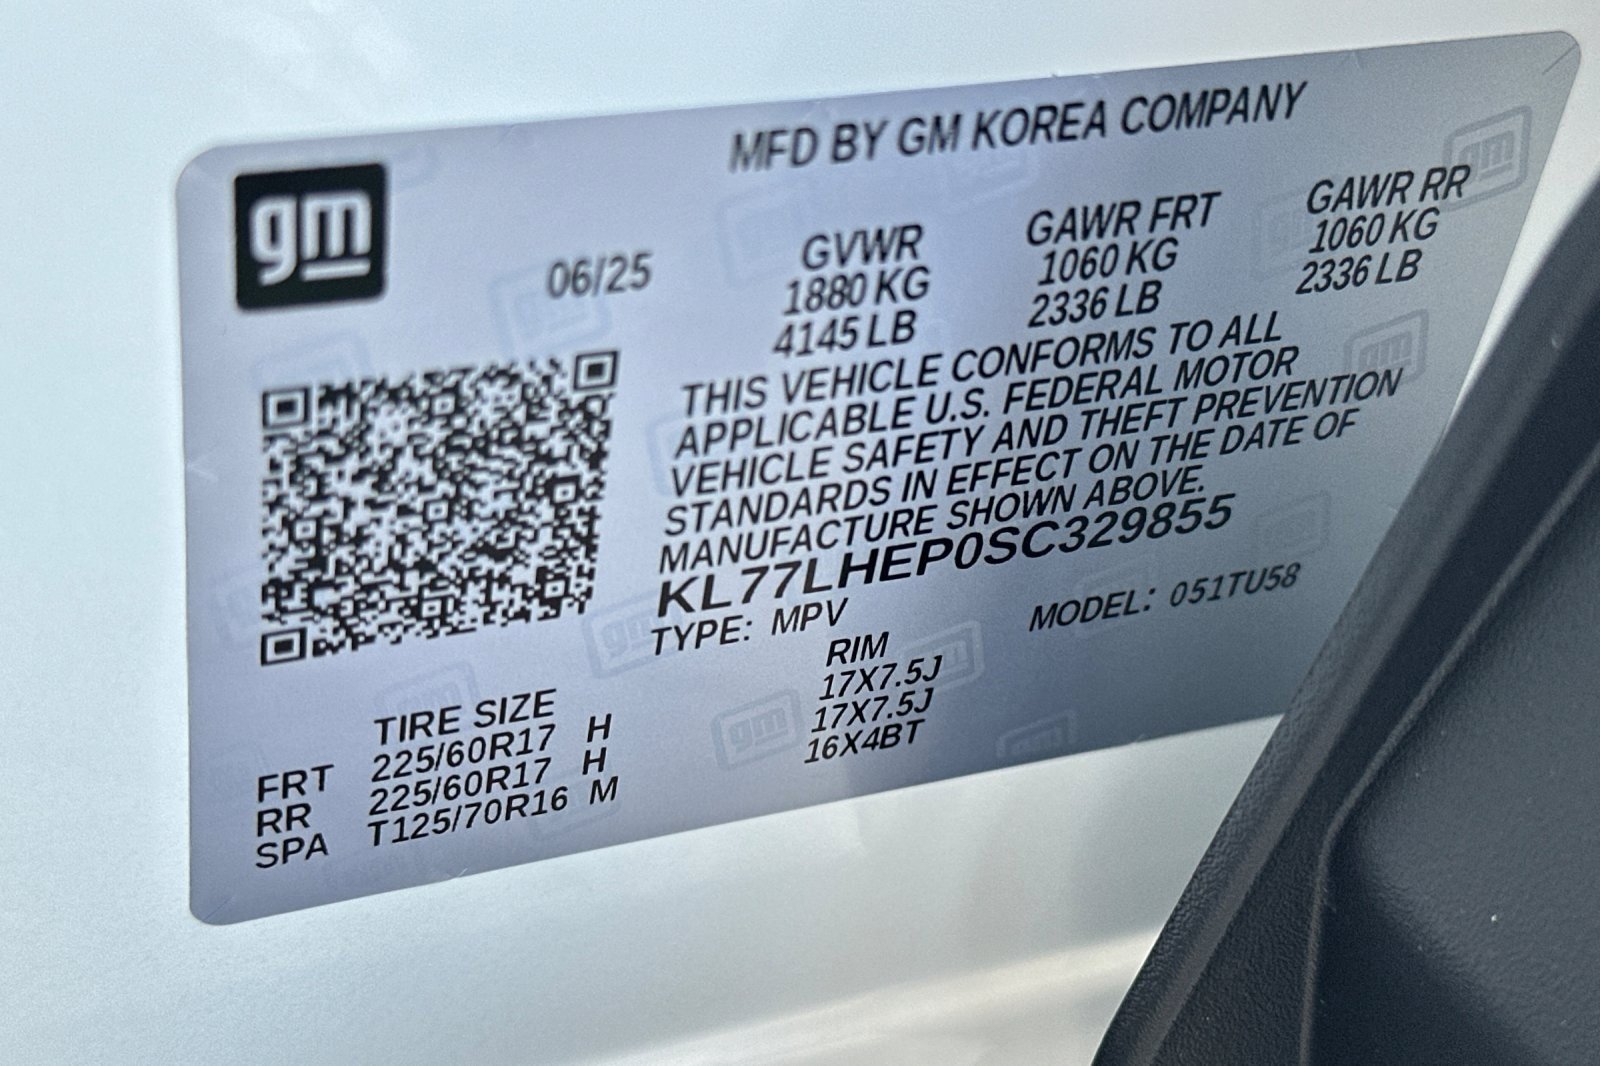 gm
MFD BY GM KOREA COMPANY
06/25
GVWR GAWR FRT GAWR RR
1880 KG 1060 KG 1060 KG
4145 LB 2336 LB 2336 LB
THIS VEHICLE CONFORMS TO ALL
APPLICABLE U.S. FEDERAL MOTOR
VEHICLE SAFETY AND THEFT PREVENTION
STANDARDS IN EFFECT ON THE DATE OF
MANUFACTURE SHOWN ABOVE.
KL77LHEP0SC329855
TYPE: MPV MODEL: 051TU58
TIRE SIZE RIM
FRT 225/60R17 H 17X7.5J
RR 225/60R17 H 17X7.5J
SPA T125/70R16 M 16X4BT